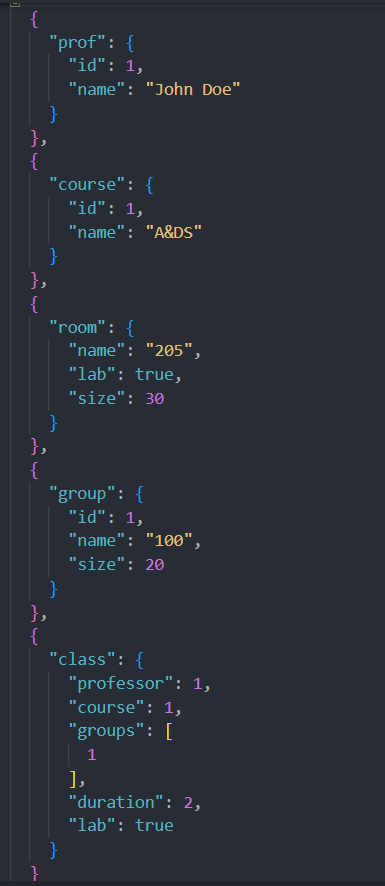 {
"prof": {
"id": 1,
"name": "John Doe"
}
},
{
"course": {
"id": 1,
"name": "A&DS"
}
},
{
"room": {
"name": "205",
"lab": true,
"size": 30
}
},
{
"group": {
"id": 1,
"name": "100",
"size": 20
}
},
{
"class": {
"professor": 1,
"course": 1,
"groups": [
1
],
"duration": 2,
"lab": true
}
}